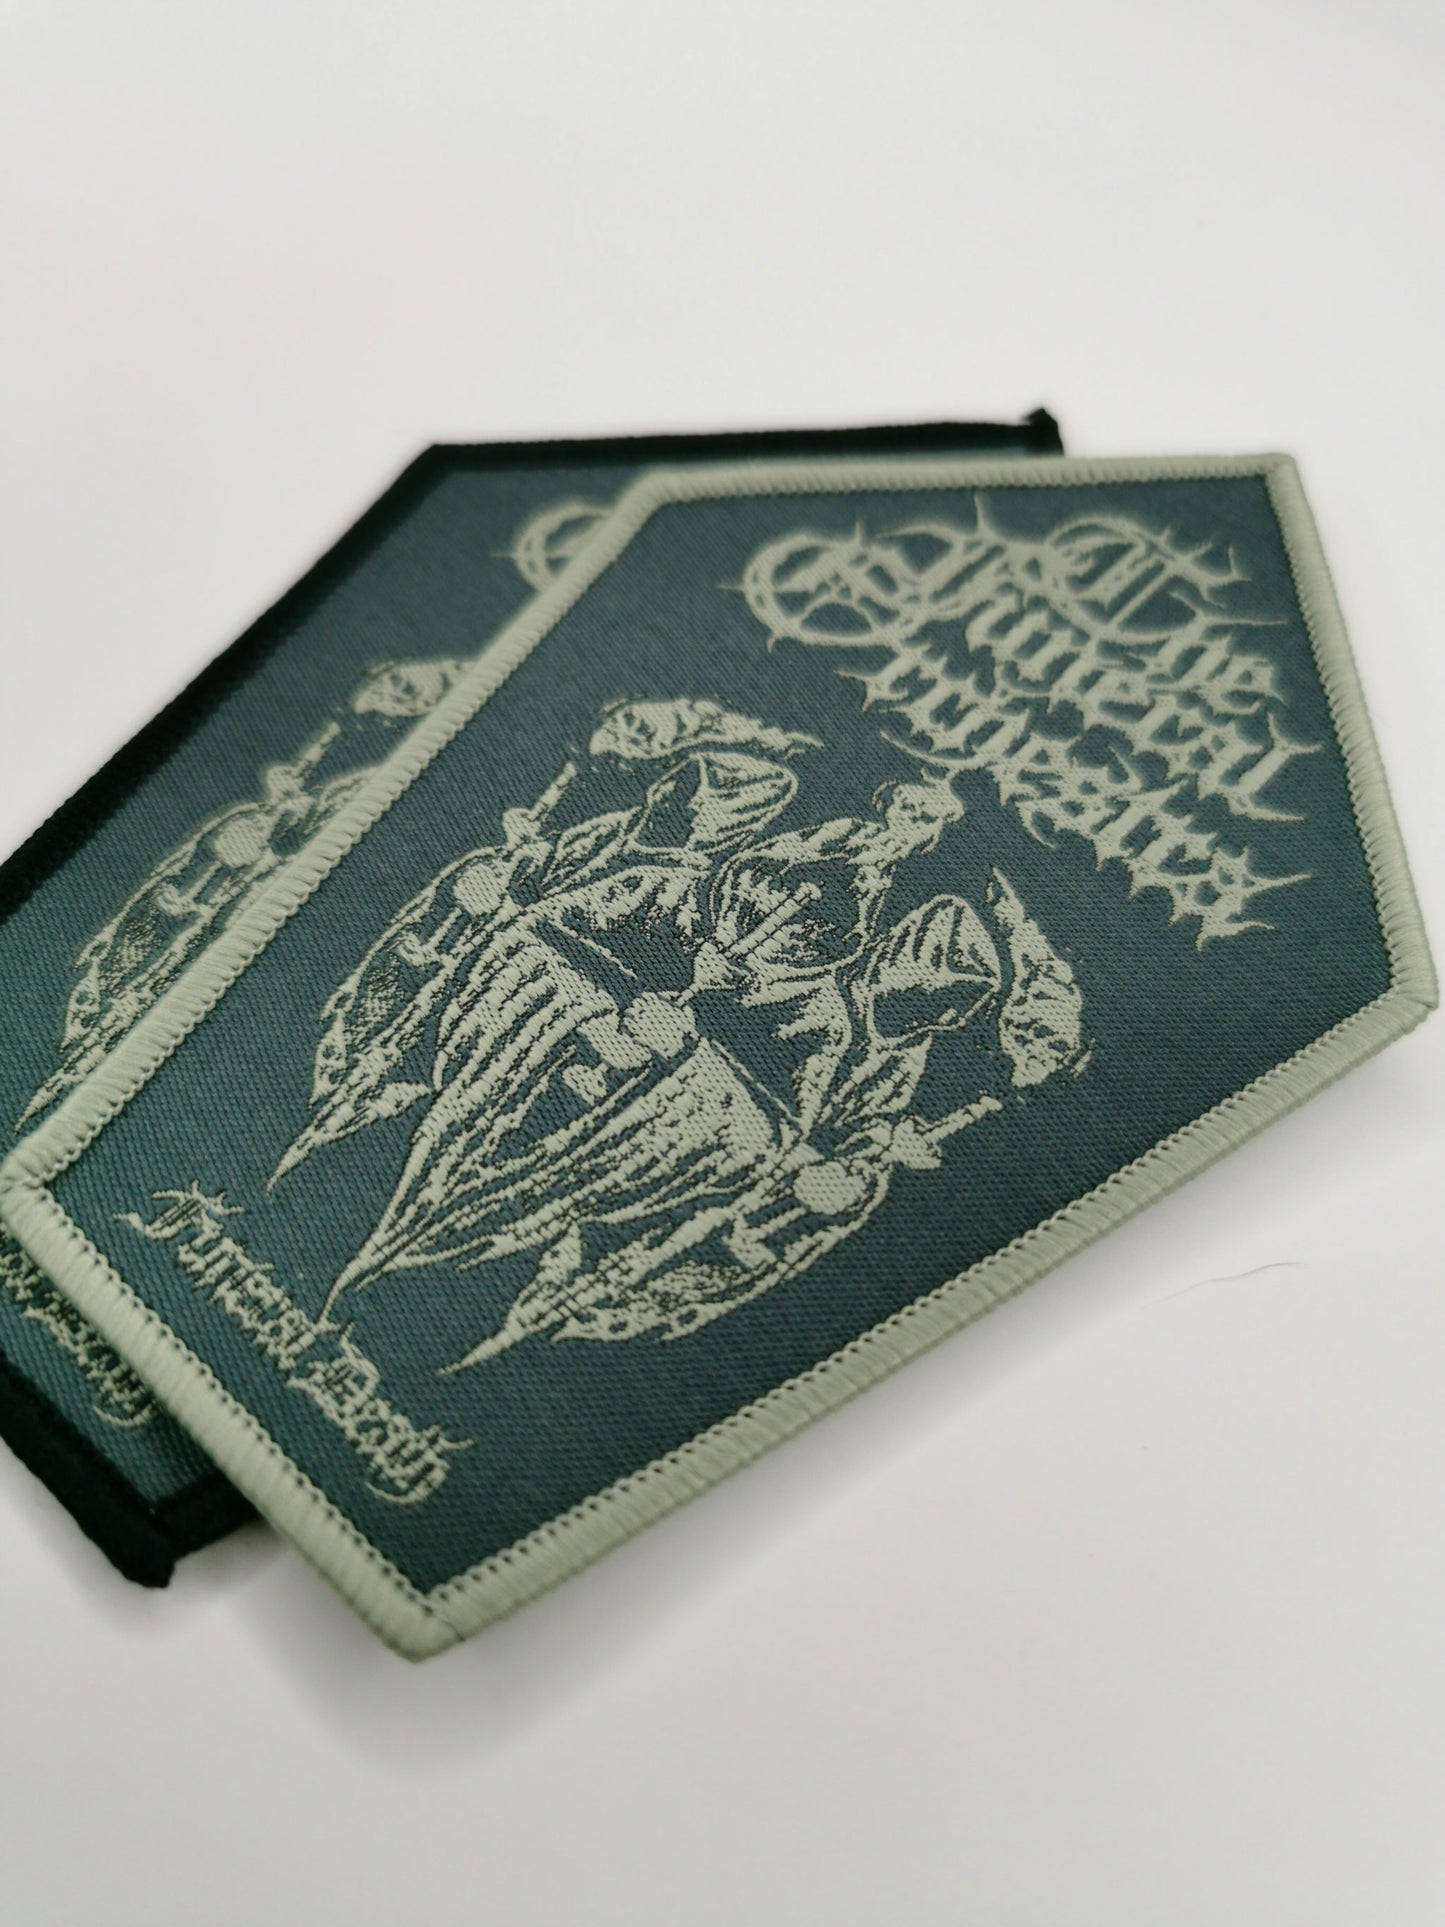 The
Funeral
Orchestra
Funeral Death